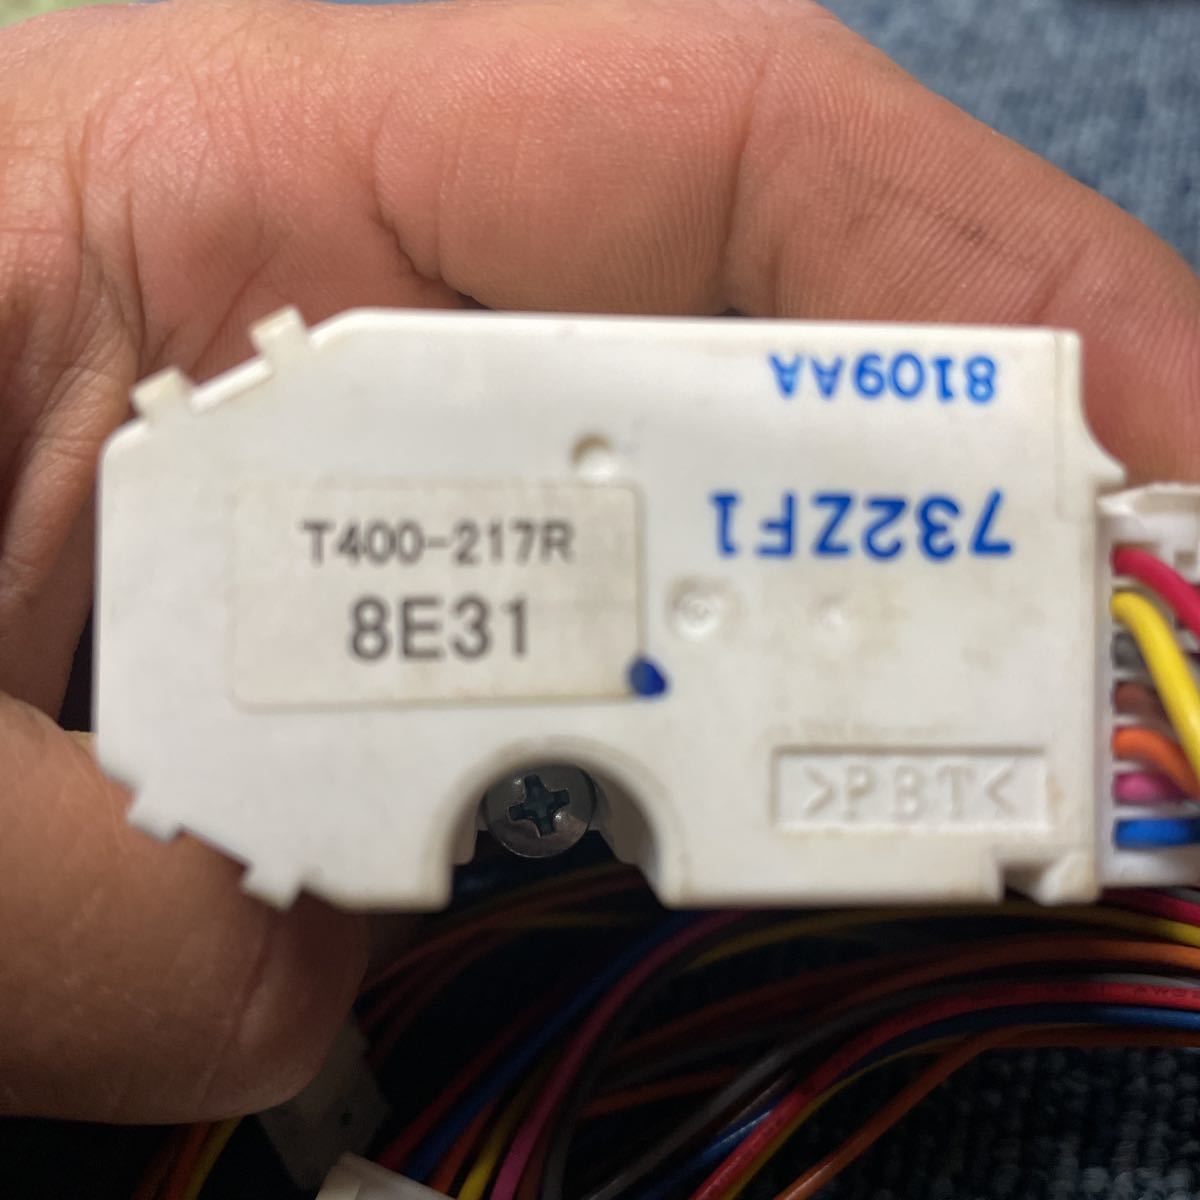 8109AA
732ZF1
T400-217R
8E31
>PBT<